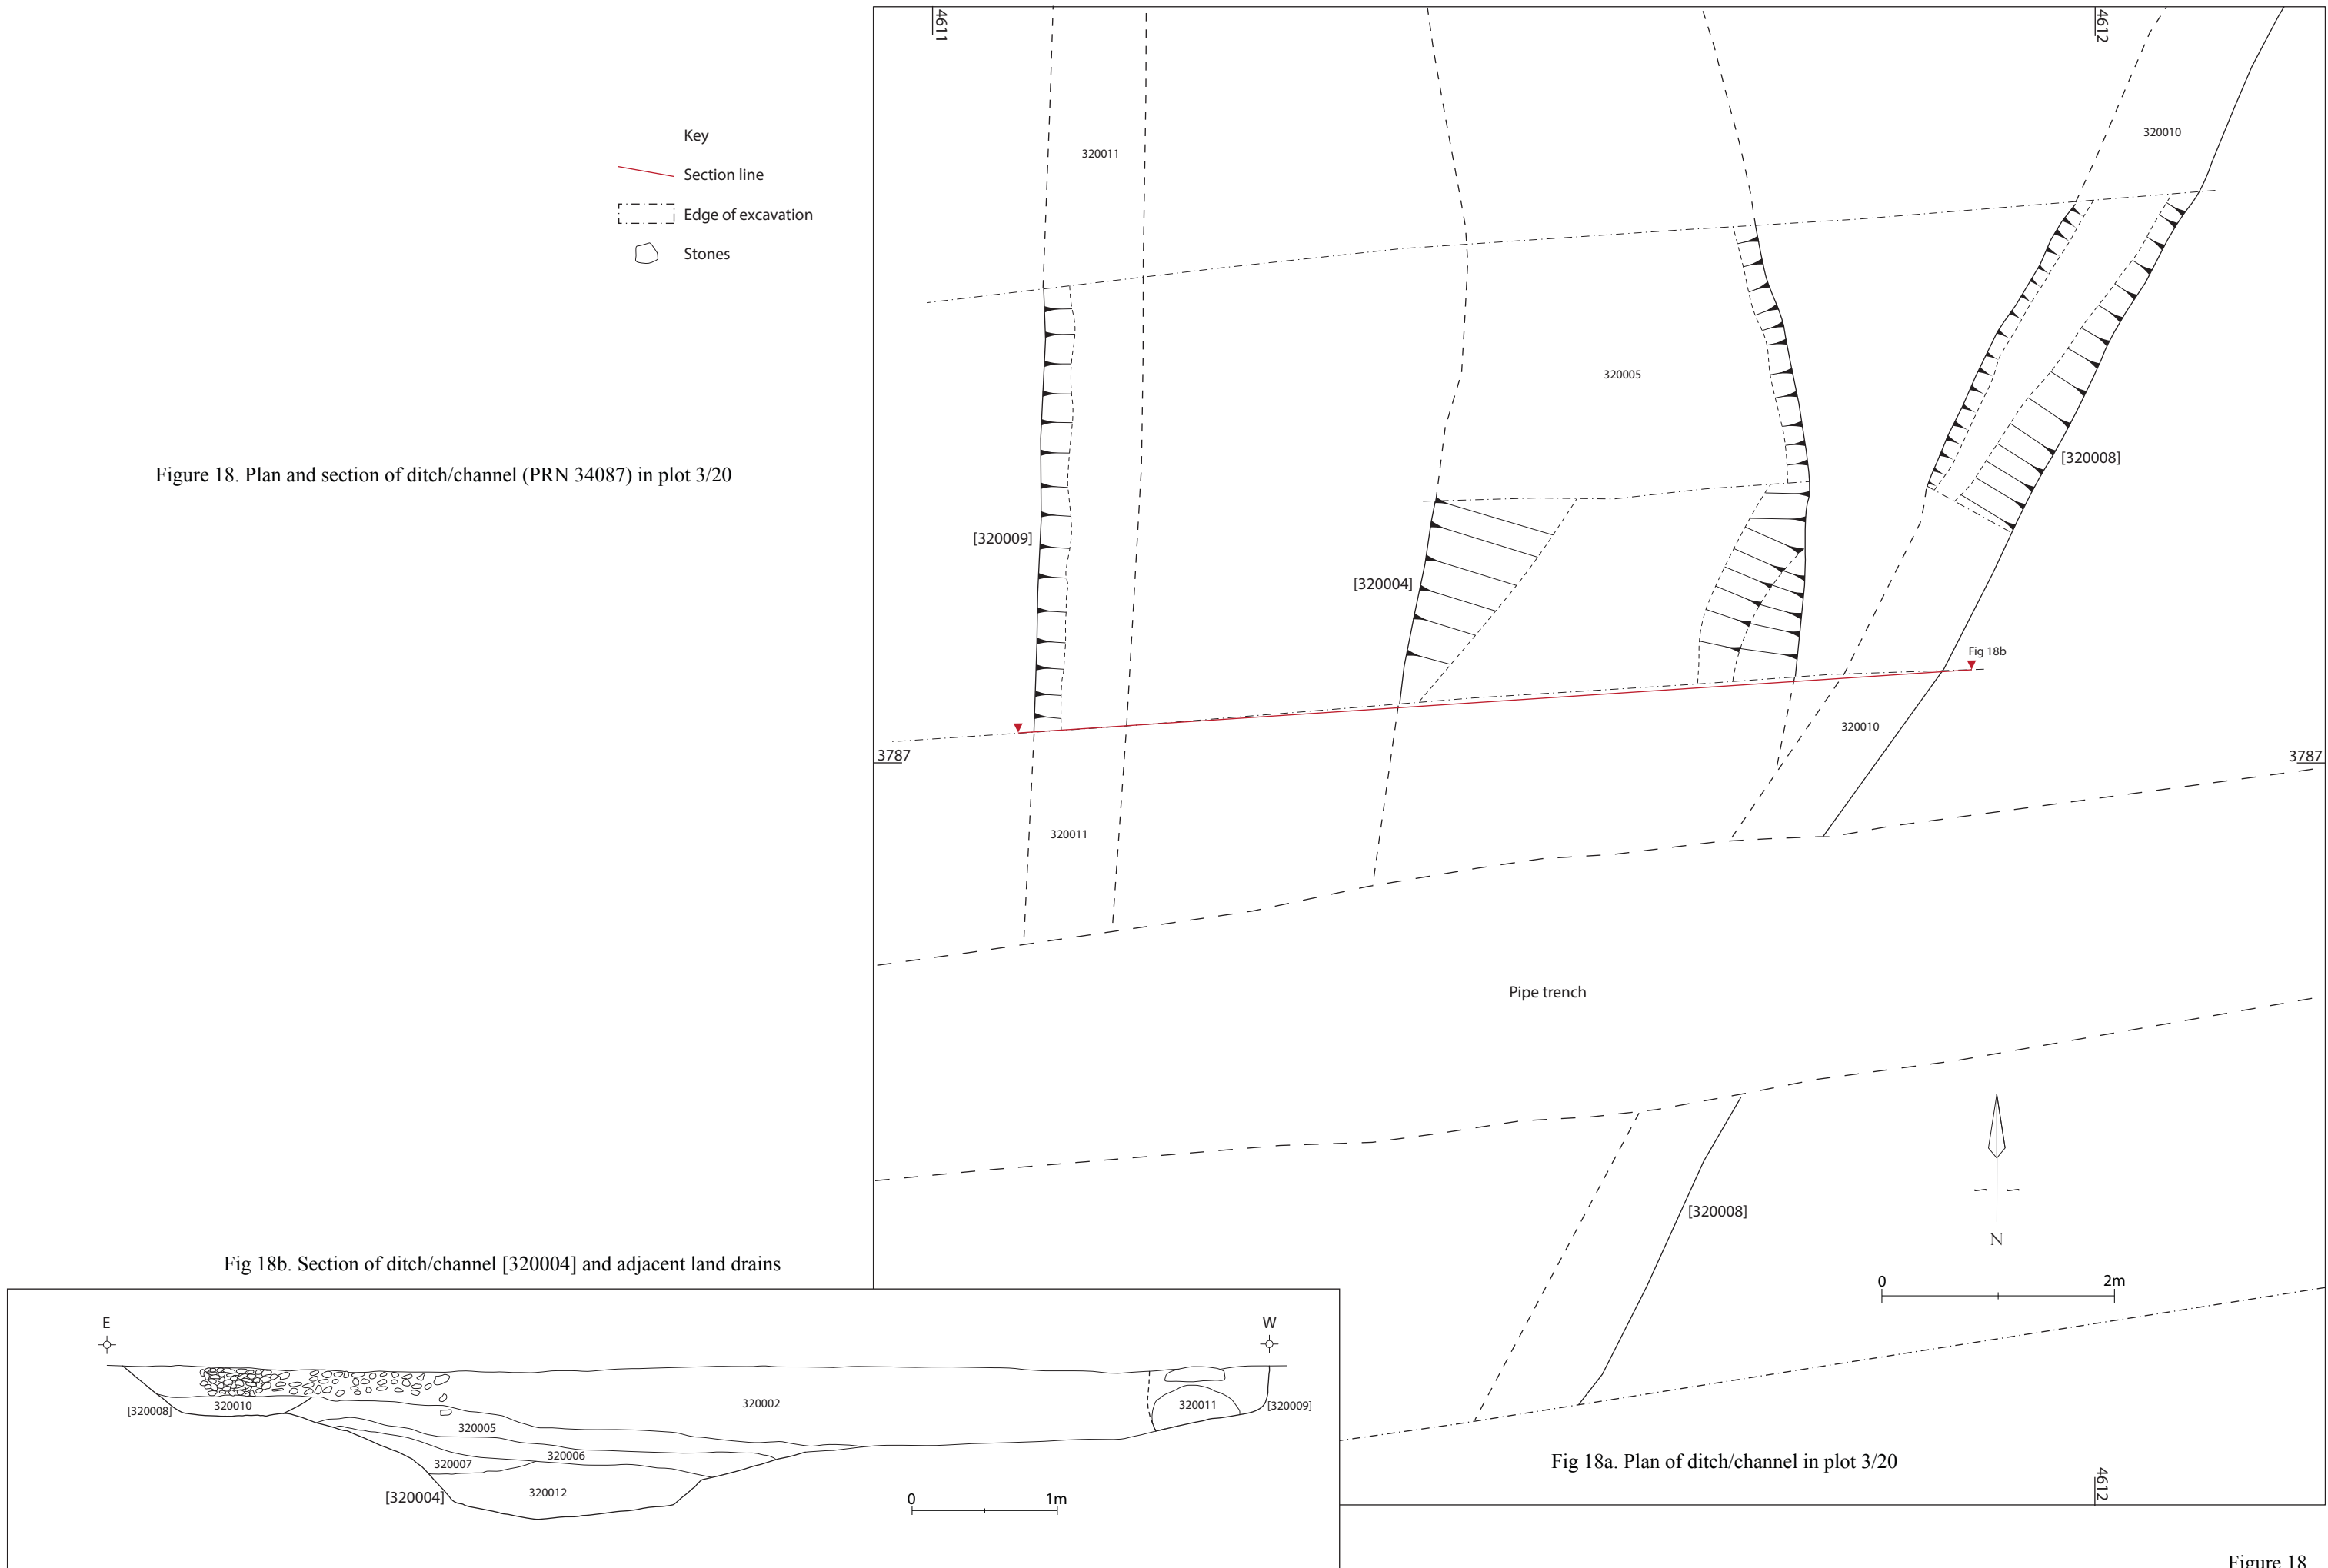 Key
Section line
Edge of excavation
Stones
Figure 18. Plan and section of ditch/channel (PRN 34087) in plot 3/20
4611
4612
320011
320010
320005
[320008]
[320009]
[320004]
Fig 18b
320010
3787
3787
320011
Pipe trench
[320008]
N
0 2m
Fig 18a. Plan of ditch/channel in plot 3/20
4612
Fig 18b. Section of ditch/channel [320004] and adjacent land drains
E
W
320002
[320008]
320010
320011
[320009]
320005
320006
320007
320012
[320004]
0 1m
Figure 18